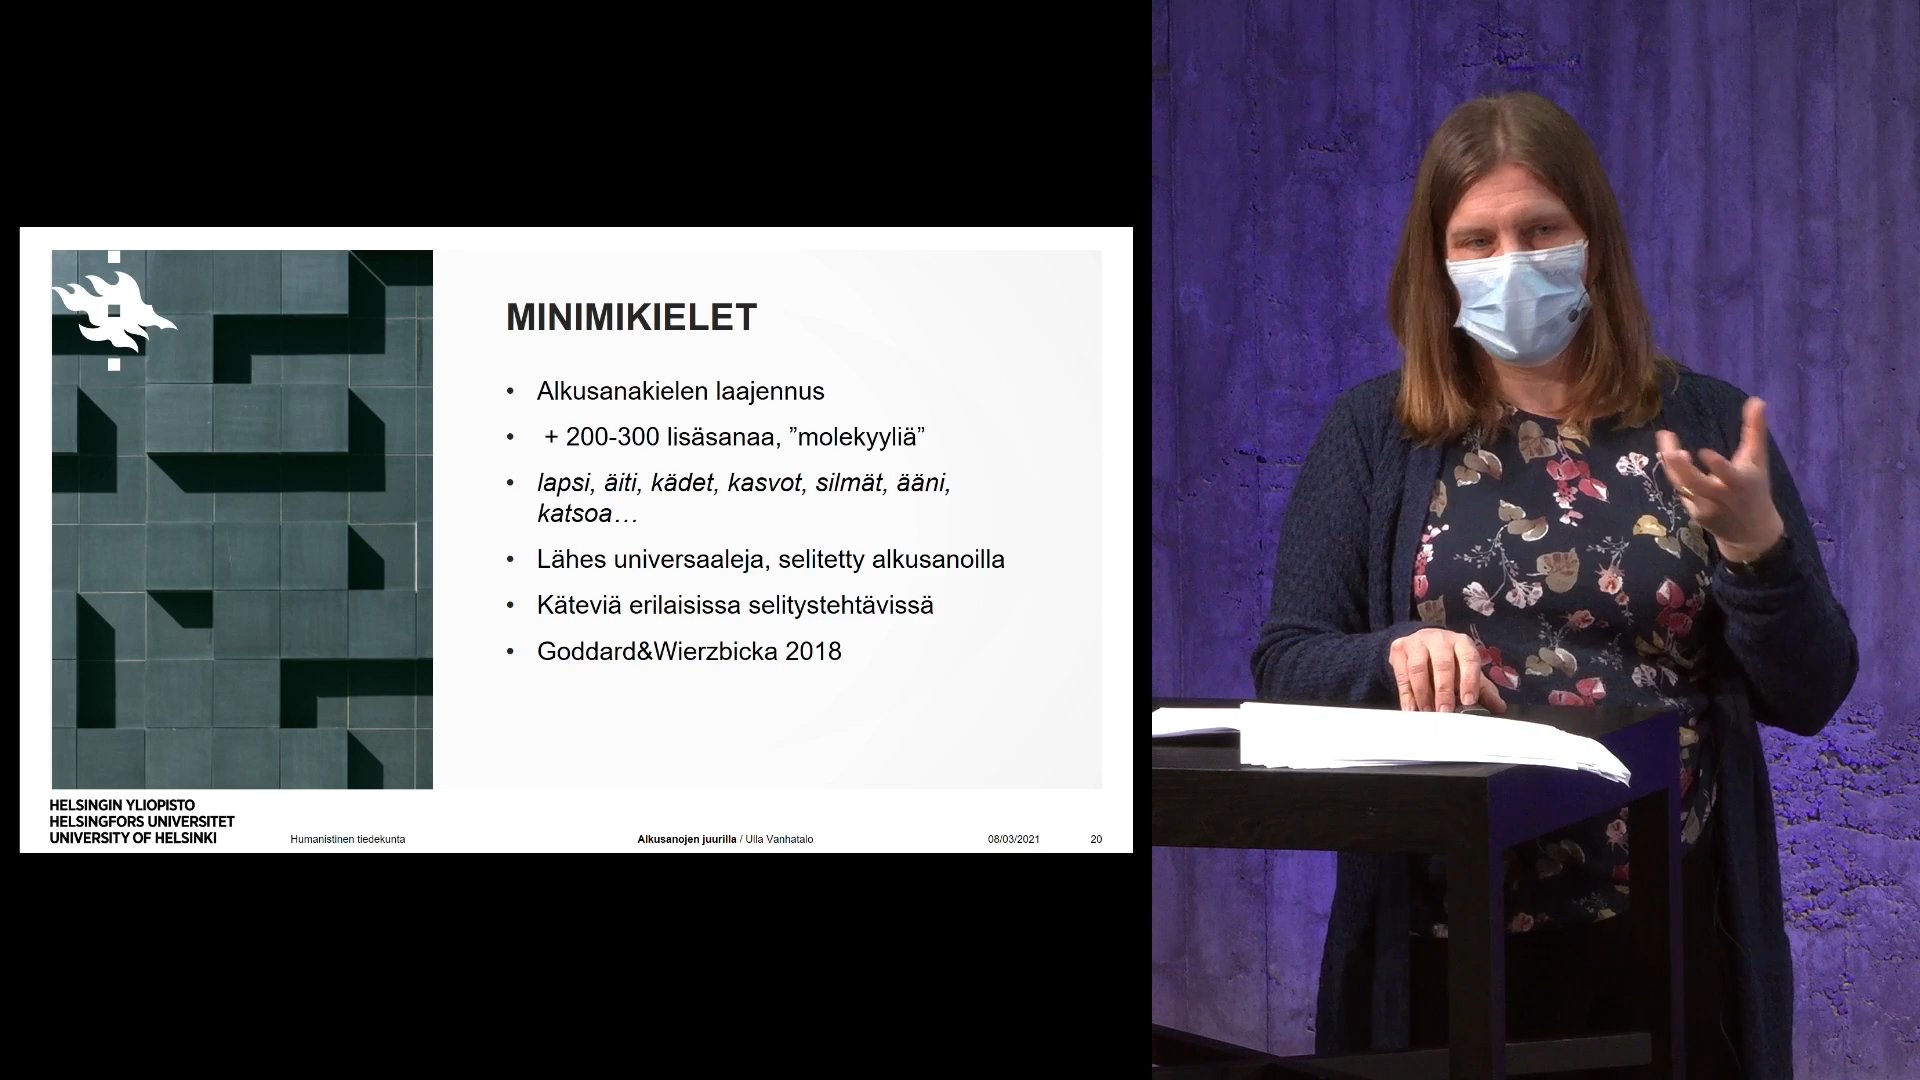 MINIMIKIELET
• Alkusanakielen laajennus
• + 200-300 lisäsanaa, ”molekyyliä”
• lapsi, äiti, kädet, kasvot, silmät, ääni,
katsoa…
• Lähes universaaleja, selitetty alkusanoilla
• Käteviä erilaisissa selitystehtävissä
• Goddard&Wierzbicka 2018
HELSINGIN YLIOPISTO
HELSINGFORS UNIVERSITET
UNIVERSITY OF HELSINKI
Humanistinen tiedekunta
Alkusanojen juurilla / Ulla Vanhatalo
08/03/2021
20